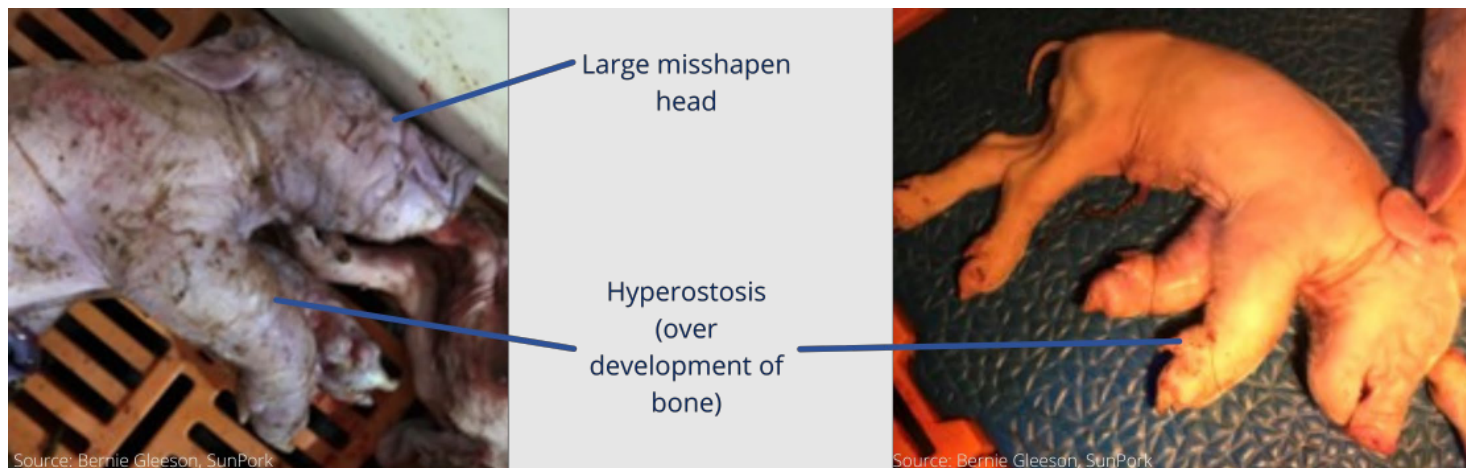 Large misshapen
head
Hyperostosis
(over
development of
bone)
Source: Bernie Gleeson, SunPork
Source: Bernie Gleeson, SunPork